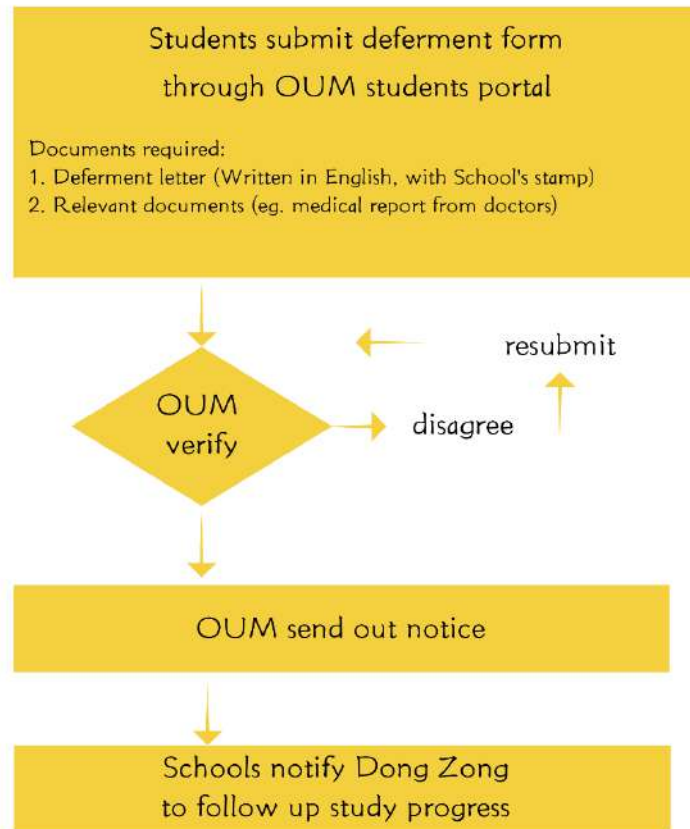 Students submit deferment form
through OUM students portal
Documents required:
1. Deferment letter (Written in English, with School's stamp)
2. Relevant documents (eg. medical report from doctors)
resubmit
OUM
verify
disagree
OUM send out notice
Schools notify Dong Zong
to follow up study progress